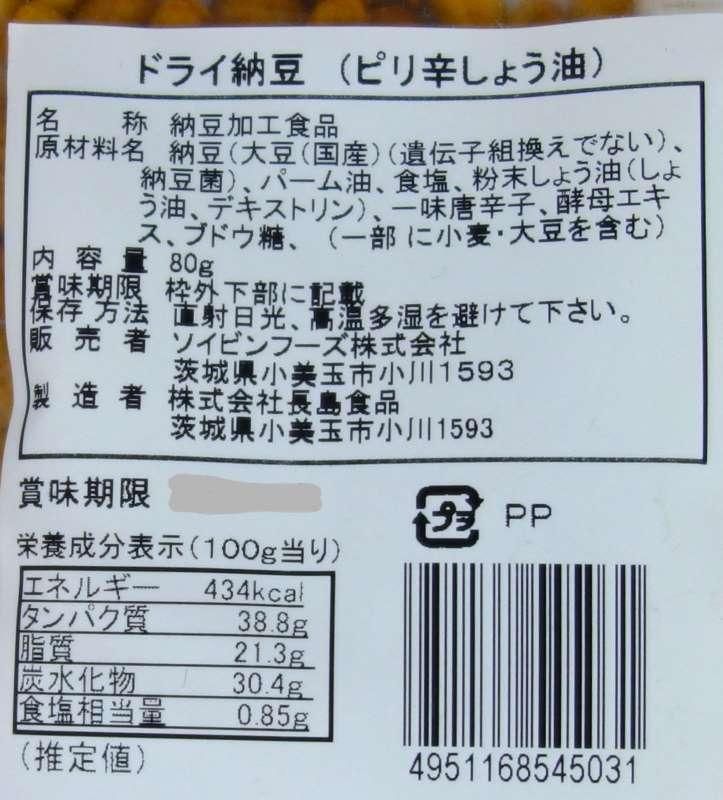 ドライ納豆 （ピリ辛しょう油）
名 称 納豆加工食品
原材料名 納豆（大豆（国産）（遺伝子組換えでない）、
納豆菌）、パーム油、食塩、粉末しょう油（しょ
う油、デキストリン）、一味唐辛子、酵母エキ
ス、ブドウ糖、（一部に小麦・大豆を含む）
内 容 量 80g
賞味期限 枠外下部に記載
保存方法 直射日光、高温多湿を避けて下さい。
販 売 者 ソイビンフーズ株式会社
茨城県小美玉市小川1593
製 造 者 株式会社長島食品
茨城県小美玉市小川1593
賞味期限
プラ PP
栄養成分表示（100g当り）
エネルギー 434kcal
タンパク質 38.8g
脂質 21.3g
炭水化物 30.4g
食塩相当量 0.85g
（推定値）
4951168545031